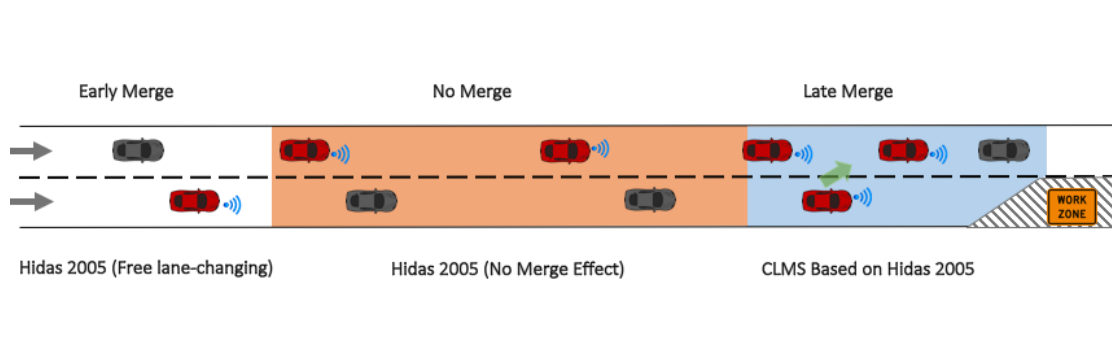 Early Merge
No Merge
Late Merge
WORK
ZONE
Hidas 2005 (Free lane-changing)
Hidas 2005 (No Merge Effect)
CLMS Based on Hidas 2005